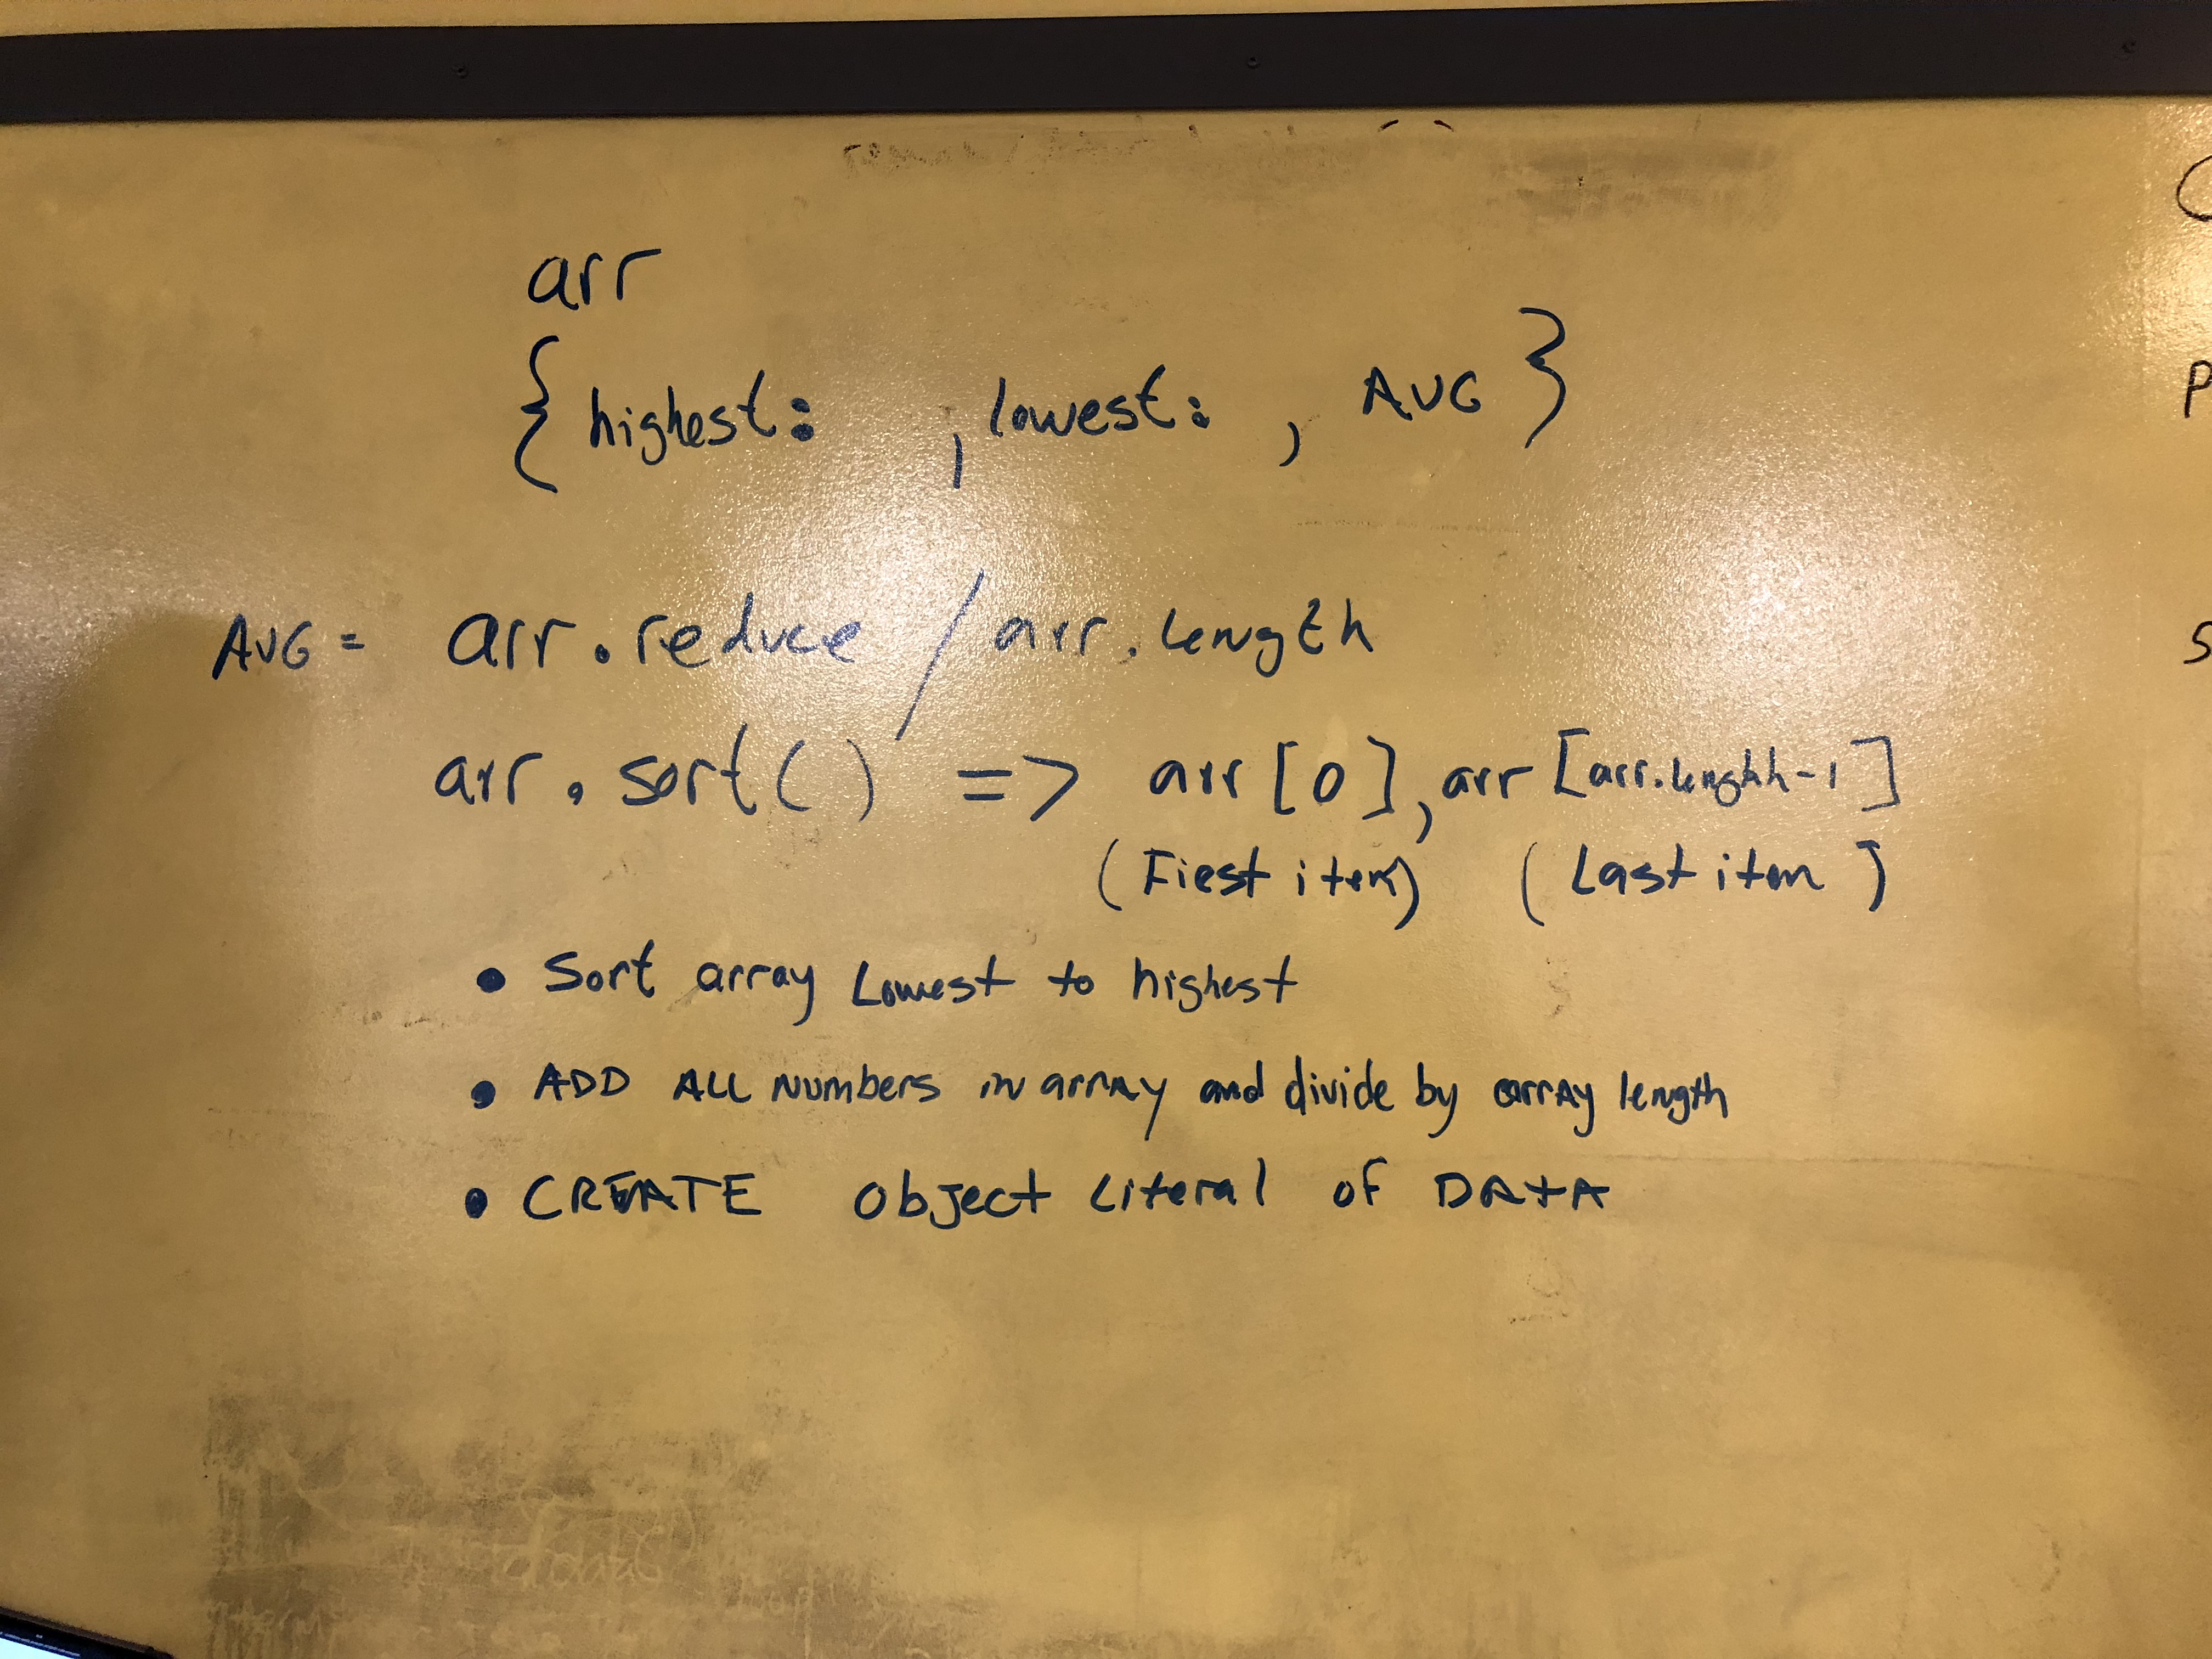 arr
{ highest: , lowest: , AVG }
AVG = arr.reduce / arr.length
arr.sort() => arr[0], arr[arr.lenghh-1]
(Fiest item) (Last item]
• Sort array Lowest to highest
• ADD ALL Numbers in array and divide by array length
• CREATE Object Literal of DATA